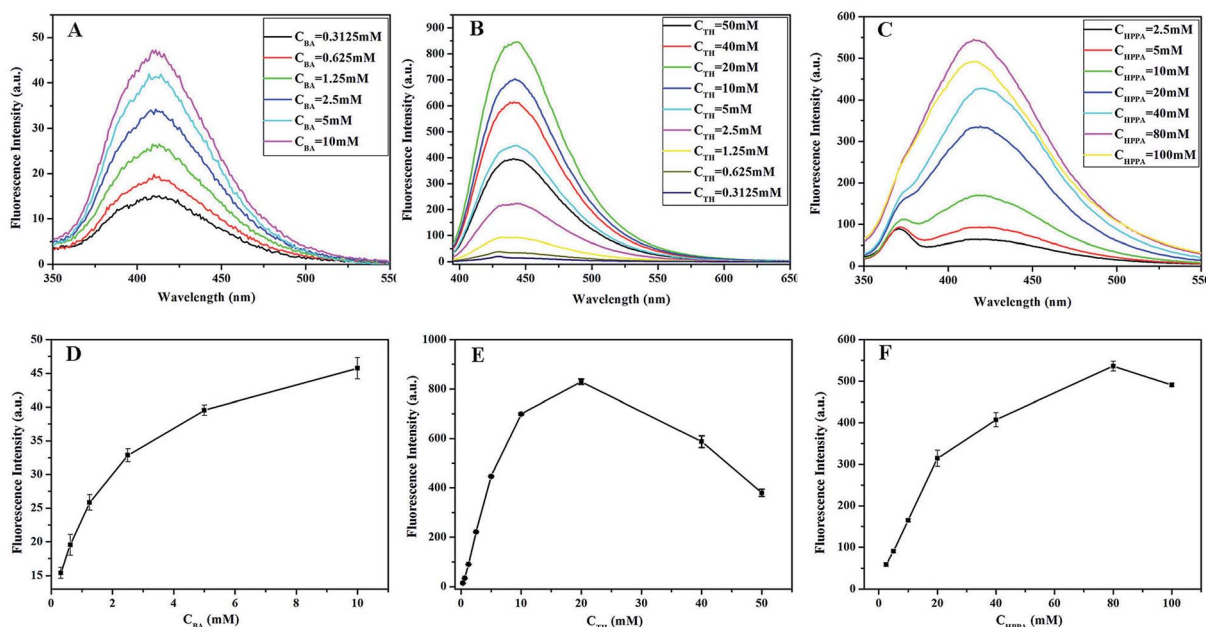 A
C_BA=0.3125mM
C_BA=0.625mM
C_BA=1.25mM
C_BA=2.5mM
C_BA=5mM
C_BA=10mM
Fluorescence Intensity (a.u.)
50
40
30
20
10
0
350
400
450
500
550
Wavelength (nm)
B
C_TH=50mM
C_TH=40mM
C_TH=20mM
C_TH=10mM
C_TH=5mM
C_TH=2.5mM
C_TH=1.25mM
C_TH=0.625mM
C_TH=0.3125mM
Fluorescence Intensity (a.u.)
900
800
700
600
500
400
300
200
100
0
400
450
500
550
600
650
Wavelength (nm)
C
C_HPPA=2.5mM
C_HPPA=5mM
C_HPPA=10mM
C_HPPA=20mM
C_HPPA=40mM
C_HPPA=80mM
C_HPPA=100mM
Fluorescence Intensity (a.u.)
600
500
400
300
200
100
0
350
400
450
500
550
Wavelength (nm)
D
Fluorescence Intensity (a.u.)
50
45
40
35
30
25
20
15
0
2
4
6
8
10
C_BA (mM)
E
Fluorescence Intensity (a.u.)
1000
800
600
400
200
0
0
10
20
30
40
50
C_TH (mM)
F
Fluorescence Intensity (a.u.)
600
500
400
300
200
100
0
0
20
40
60
80
100
C_HPPA (mM)